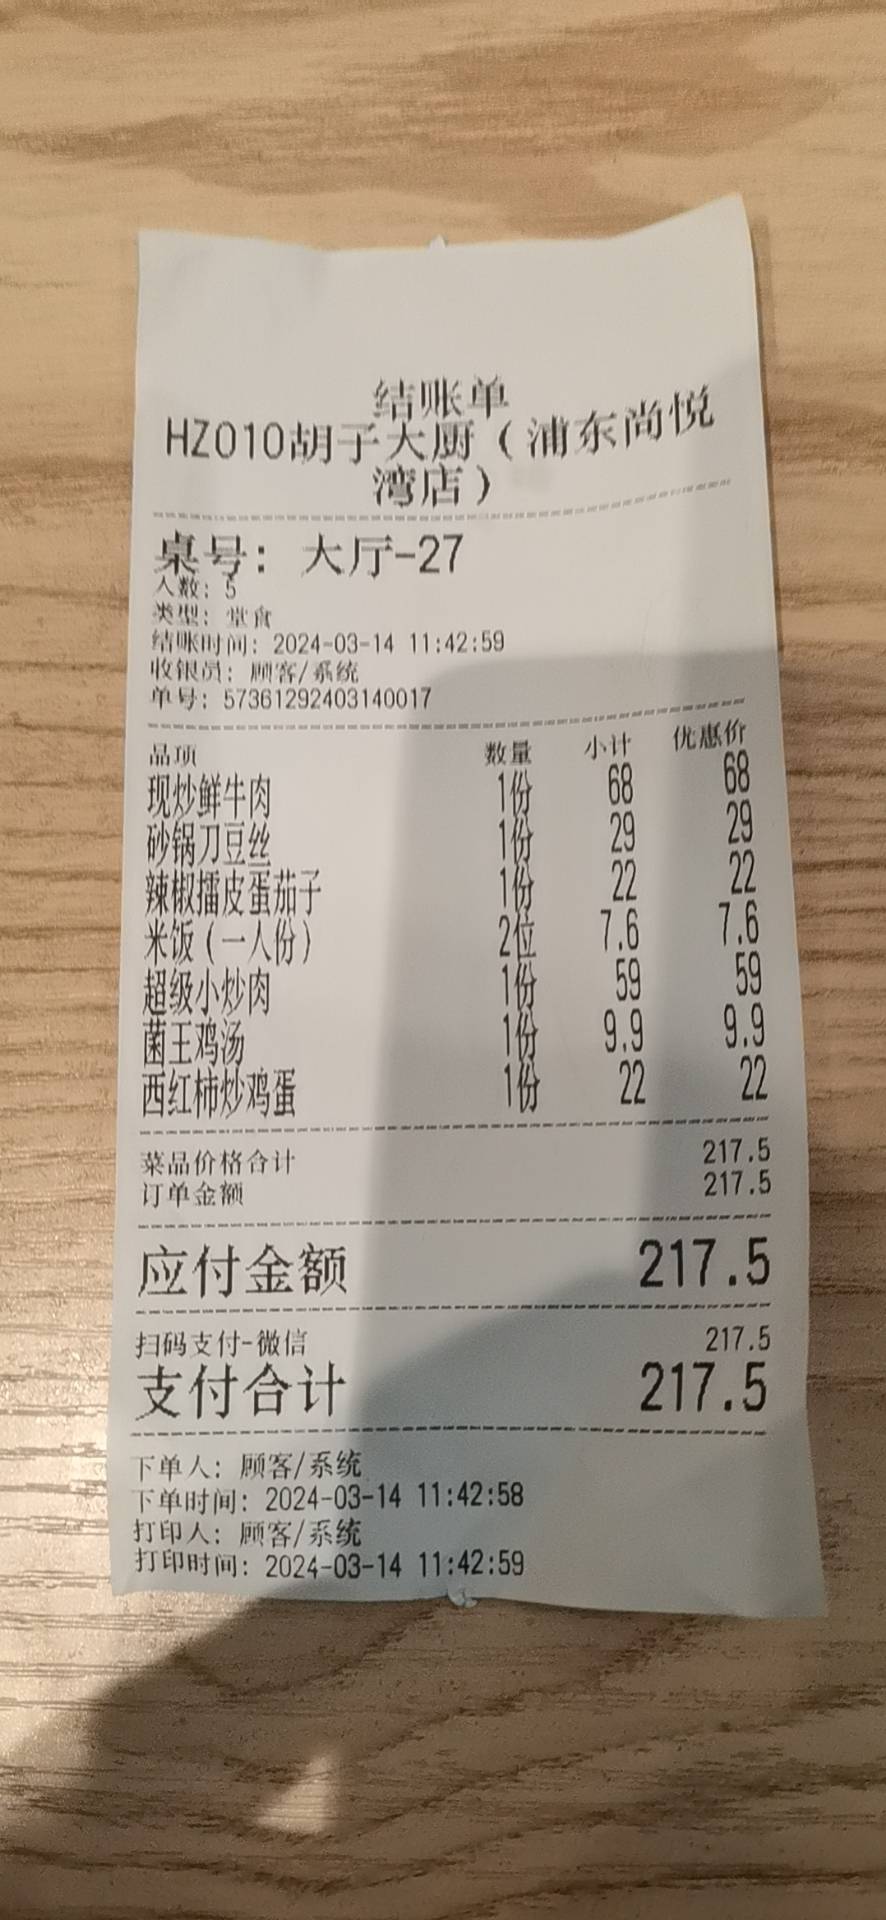 结账单
HZ010胡子大厨（浦东尚悦
湾店）
桌号：大厅-27
人数：5
类型：堂食
结账时间：2024-03-14 11:42:59
收银员：顾客/系统
单号：57361292403140017
品项 数量 小计 优惠价
现炒鲜牛肉 1份 68 68
砂锅刀豆丝 1份 29 29
辣椒擂皮蛋茄子 1份 22 22
米饭（一人份） 2位 7.6 7.6
超级小炒肉 1份 59 59
菌王鸡汤 1份 9.9 9.9
西红柿炒鸡蛋 1份 22 22
菜品价格合计 217.5
订单金额 217.5
应付金额 217.5
扫码支付-微信 217.5
支付合计 217.5
下单人：顾客/系统
下单时间：2024-03-14 11:42:58
打印人：顾客/系统
打印时间：2024-03-14 11:42:59